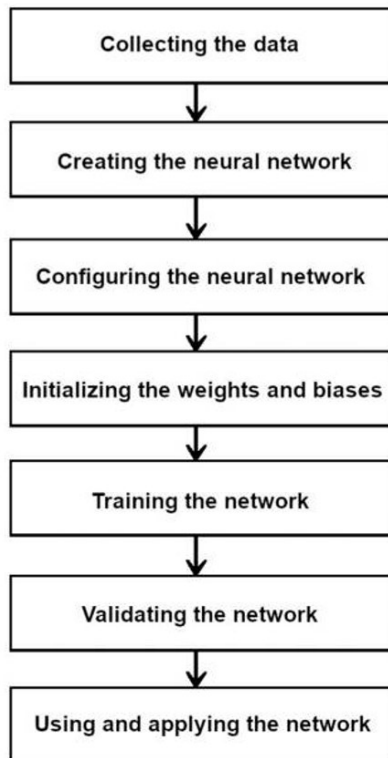 Collecting the data
Creating the neural network
Configuring the neural network
Initializing the weights and biases
Training the network
Validating the network
Using and applying the network